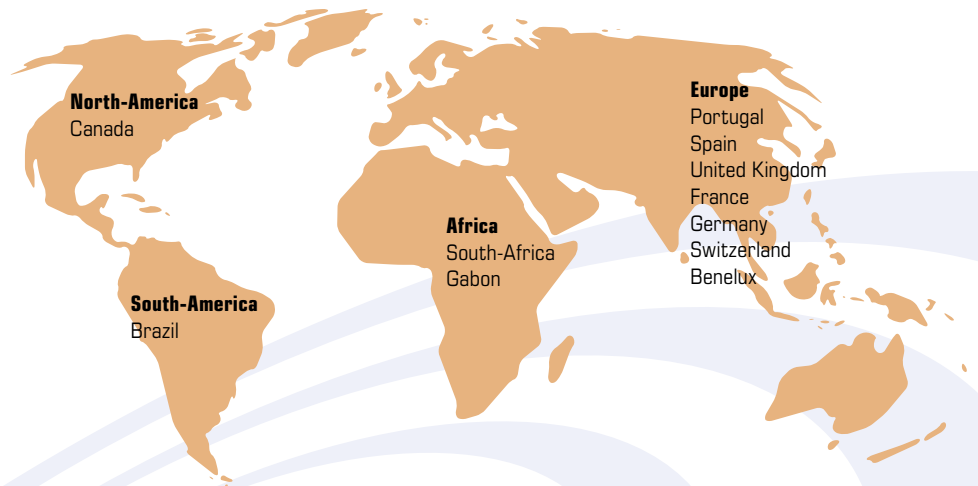 North-America
Canada
South-America
Brazil
Africa
South-Africa
Gabon
Europe
Portugal
Spain
United Kingdom
France
Germany
Switzerland
Benelux